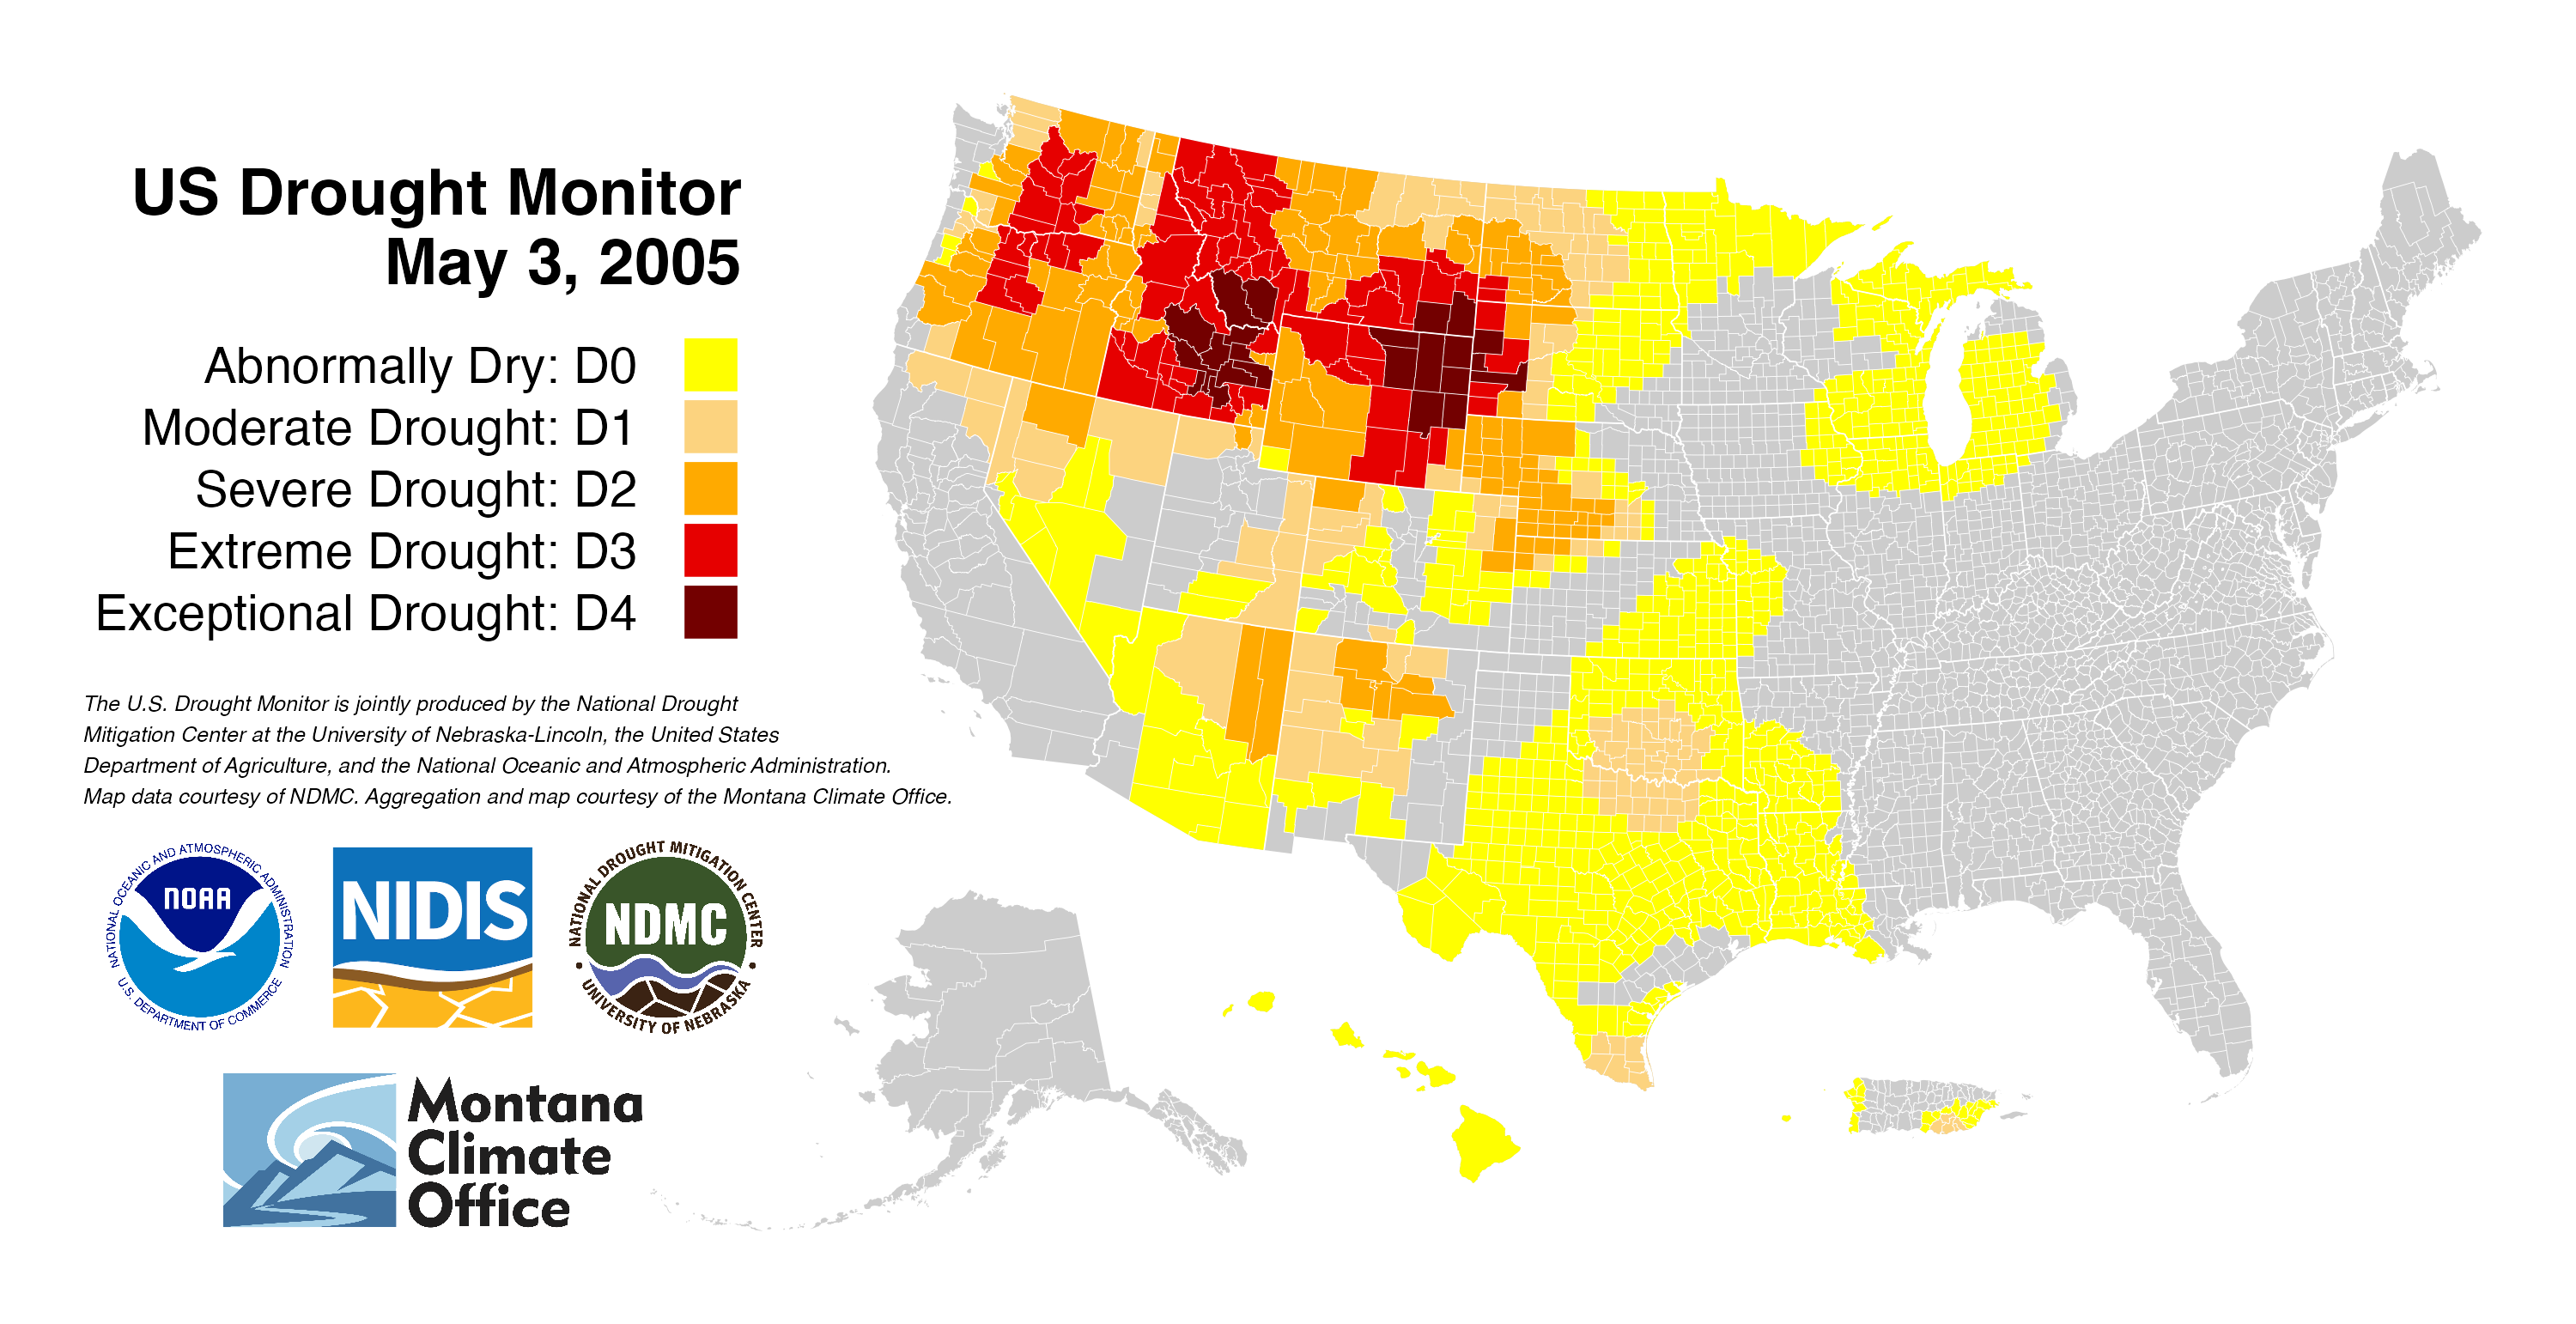 US Drought Monitor
May 3, 2005
Abnormally Dry: D0
Moderate Drought: D1
Severe Drought: D2
Extreme Drought: D3
Exceptional Drought: D4
The U.S. Drought Monitor is jointly produced by the National Drought
Mitigation Center at the University of Nebraska-Lincoln, the United States
Department of Agriculture, and the National Oceanic and Atmospheric Administration.
Map data courtesy of NDMC. Aggregation and map courtesy of the Montana Climate Office.
NATIONAL OCEANIC AND ATMOSPHERIC ADMINISTRATION
NOAA
U.S. DEPARTMENT OF COMMERCE
NIDIS
NATIONAL DROUGHT MITIGATION CENTER
NDMC
UNIVERSITY OF NEBRASKA
Montana
Climate
Office